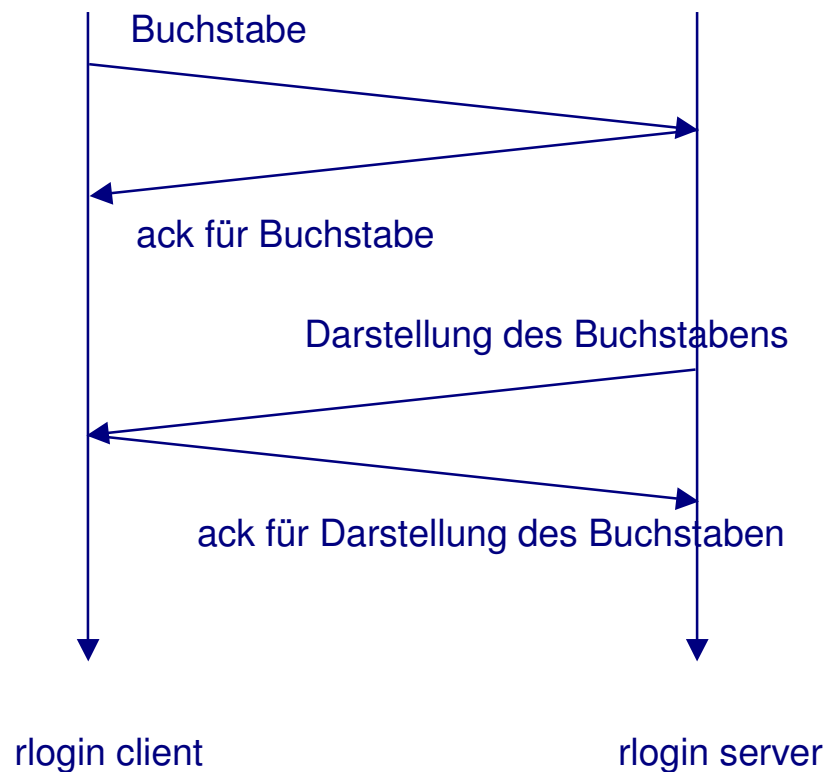 Buchstabe
ack für Buchstabe
Darstellung des Buchstabens
ack für Darstellung des Buchstaben
rlogin client
rlogin server